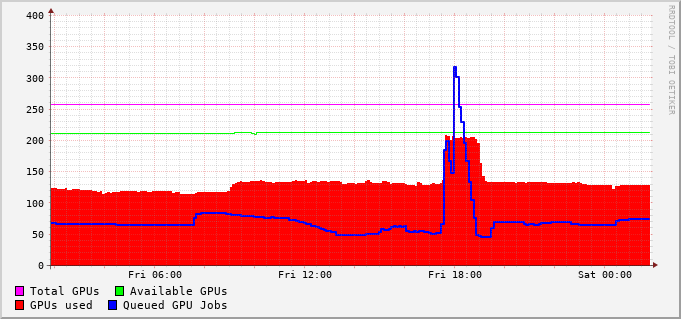 400
350
300
250
200
150
100
50
0
Fri 06:00 Fri 12:00 Fri 18:00 Sat 00:00
Total GPUs Available GPUs
GPUs used Queued GPU Jobs
RRDTOOL / TOBI OETIKER